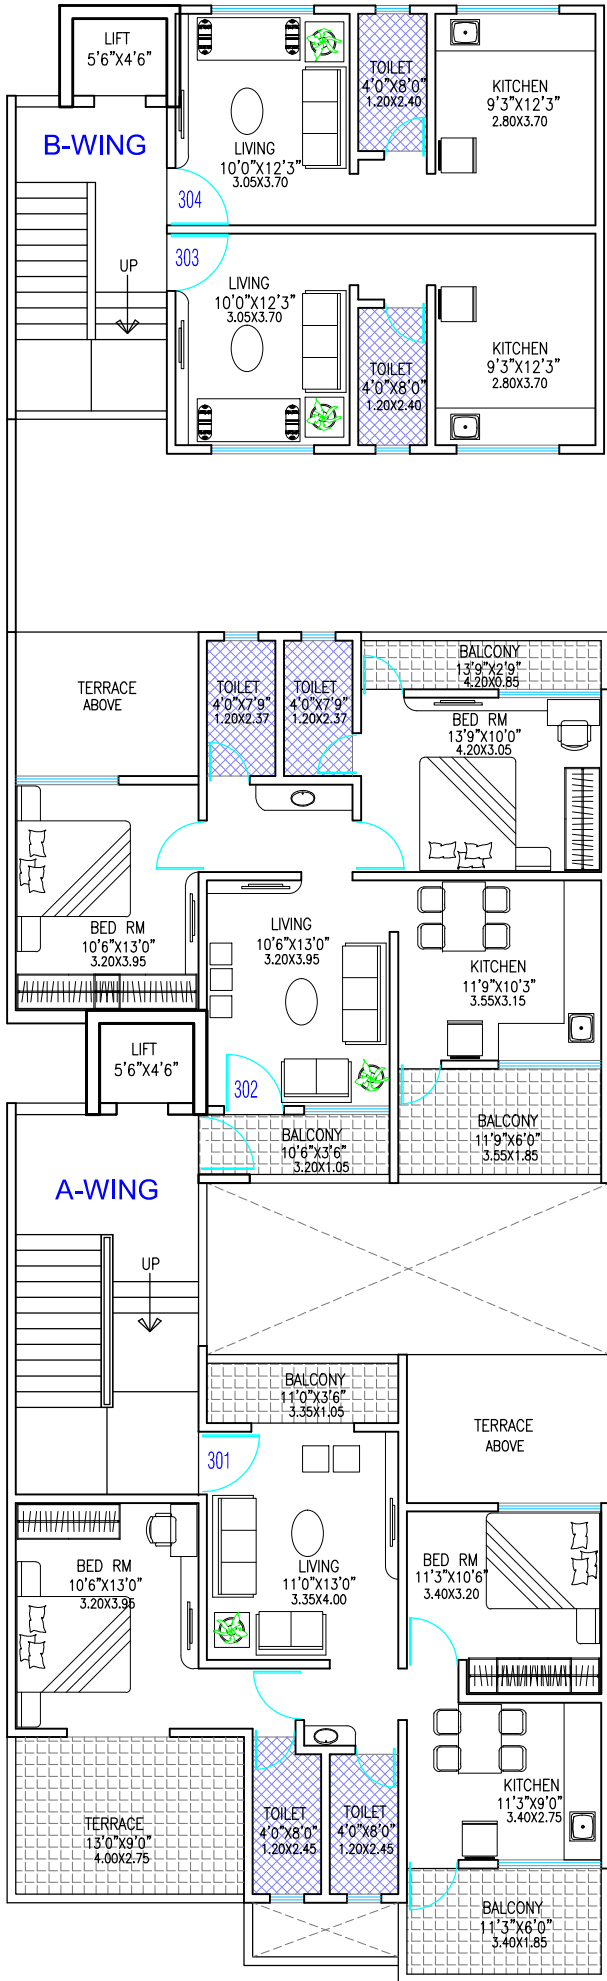 LIFT
5'6"X4'6"
B-WING
TOILET
4'0"X8'0"
1.20X2.40
KITCHEN
9'3"X12'3"
2.80X3.70
LIVING
10'0"X12'3"
3.05X3.70
304
303
UP
LIVING
10'0"X12'3"
3.05X3.70
KITCHEN
9'3"X12'3"
2.80X3.70
TOILET
4'0"X8'0"
1.20X2.40
TERRACE
ABOVE
TOILET
4'0"X7'9"
1.20X2.37
TOILET
4'0"X7'9"
1.20X2.37
BALCONY
13'9"X2'9"
4.20X0.85
BED RM
13'9"X10'0"
4.20X3.05
BED RM
10'6"X13'0"
3.20X3.95
LIVING
10'6"X13'0"
3.20X3.95
KITCHEN
11'9"X10'3"
3.55X3.15
LIFT
5'6"X4'6"
302
BALCONY
10'6"X3'6"
3.20X1.05
BALCONY
11'9"X6'0"
3.55X1.85
A-WING
UP
BALCONY
11'0"X3'6"
3.35X1.05
TERRACE
ABOVE
301
BED RM
10'6"X13'0"
3.20X3.95
LIVING
11'0"X13'0"
3.35X4.00
BED RM
11'3"X10'6"
3.40X3.20
KITCHEN
11'3"X9'0"
3.40X2.75
TERRACE
13'0"X9'0"
4.00X2.75
TOILET
4'0"X8'0"
1.20X2.45
TOILET
4'0"X8'0"
1.20X2.45
BALCONY
11'3"X6'0"
3.40X1.85